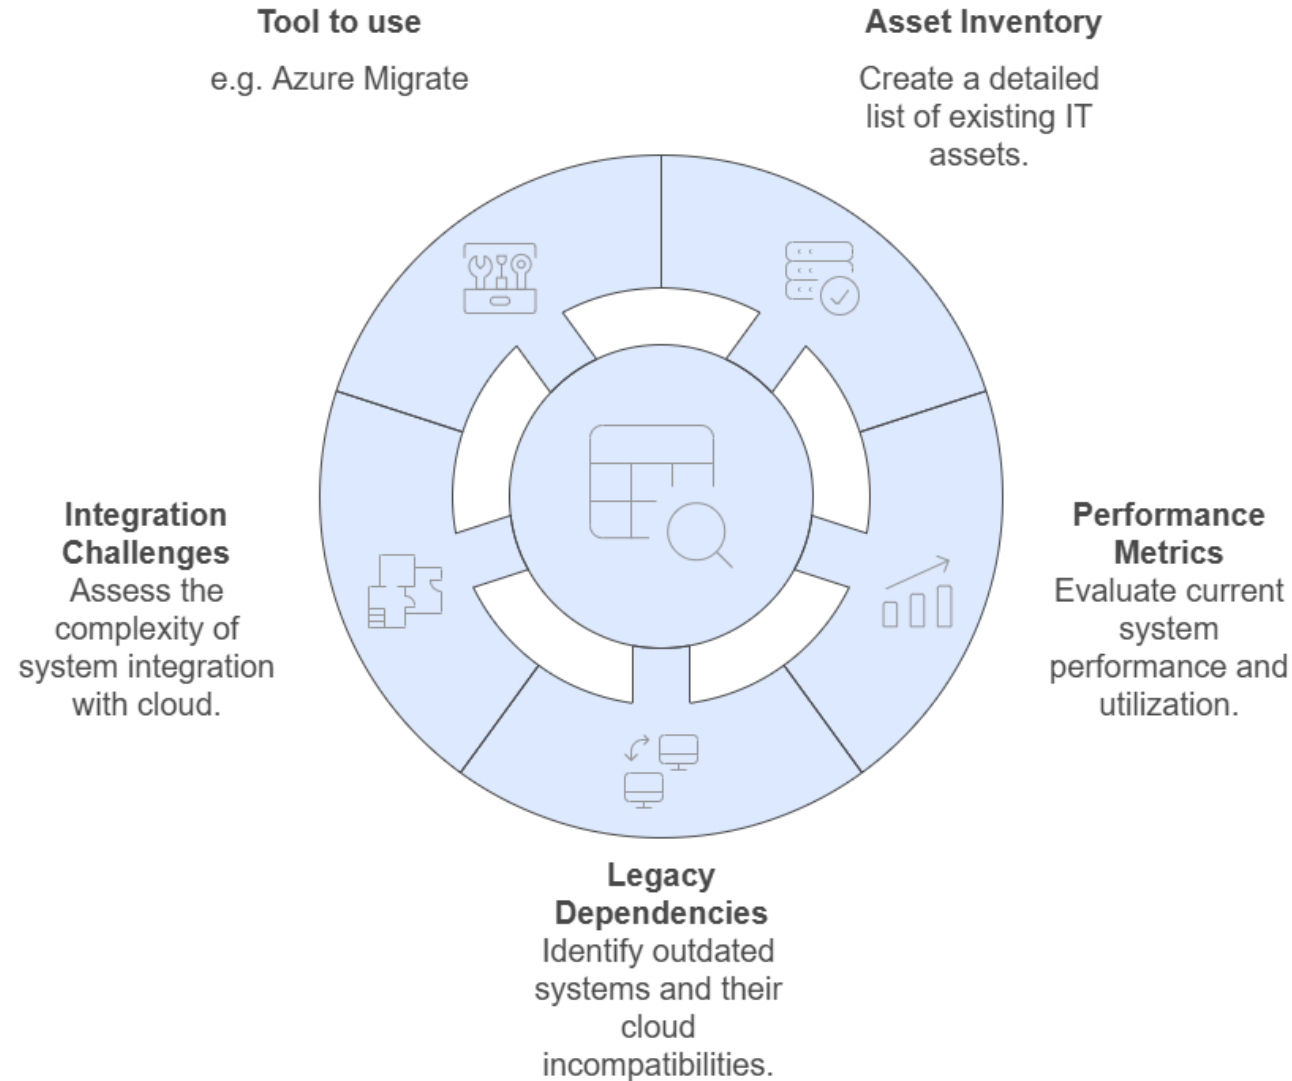 Tool to use
e.g. Azure Migrate
Asset Inventory
Create a detailed
list of existing IT
assets.
Integration
Challenges
Assess the
complexity of
system integration
with cloud.
Performance
Metrics
Evaluate current
system
performance and
utilization.
Legacy
Dependencies
Identify outdated
systems and their
cloud
incompatibilities.